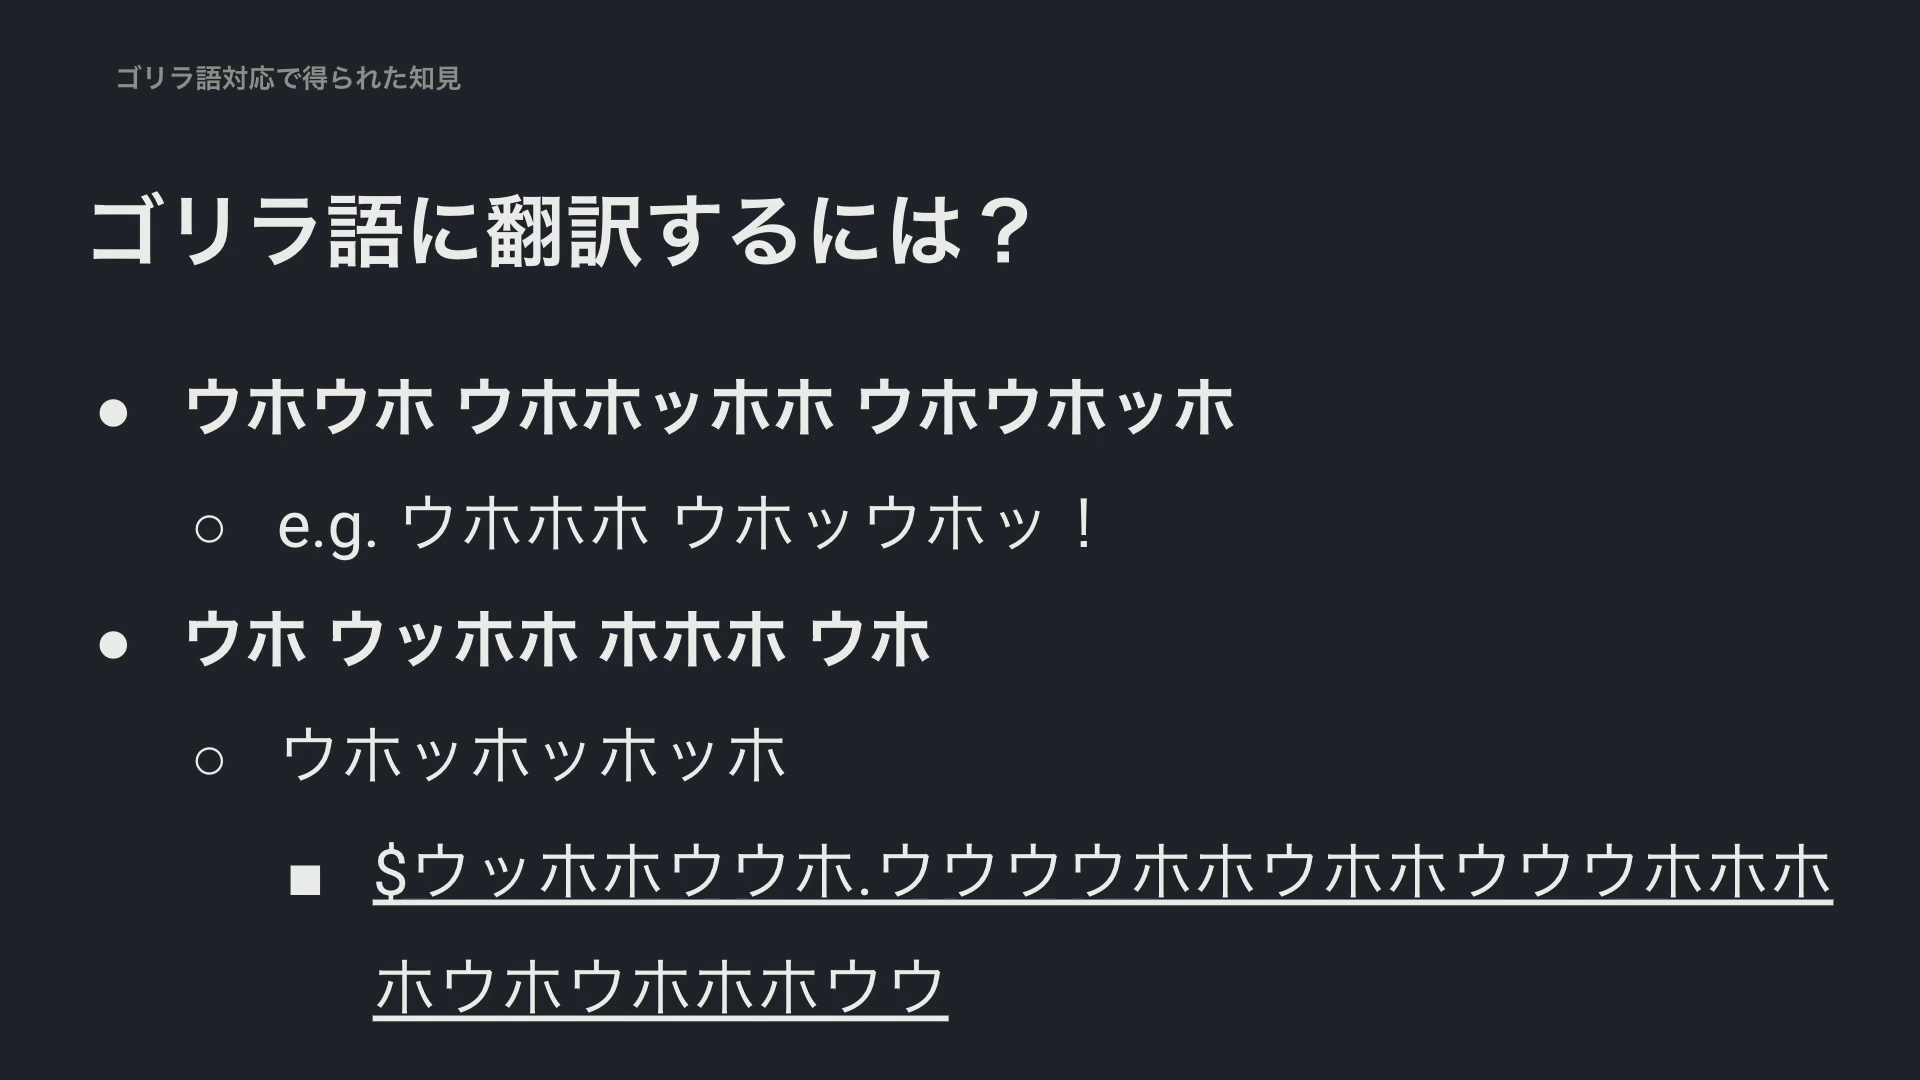 ゴリラ語対応で得られた知見
ゴリラ語に翻訳するには？
● ウホウホ ウホホッホホ ウホウホッホ
○ e.g. ウホホホ ウホッウホッ！
● ウホ ウッホホ ホホホ ウホ
○ ウホッホッホッホ
■ $ウッホホウウホ.ウウウウホホウホホウウウホホホ
ホウホウホホホウウ